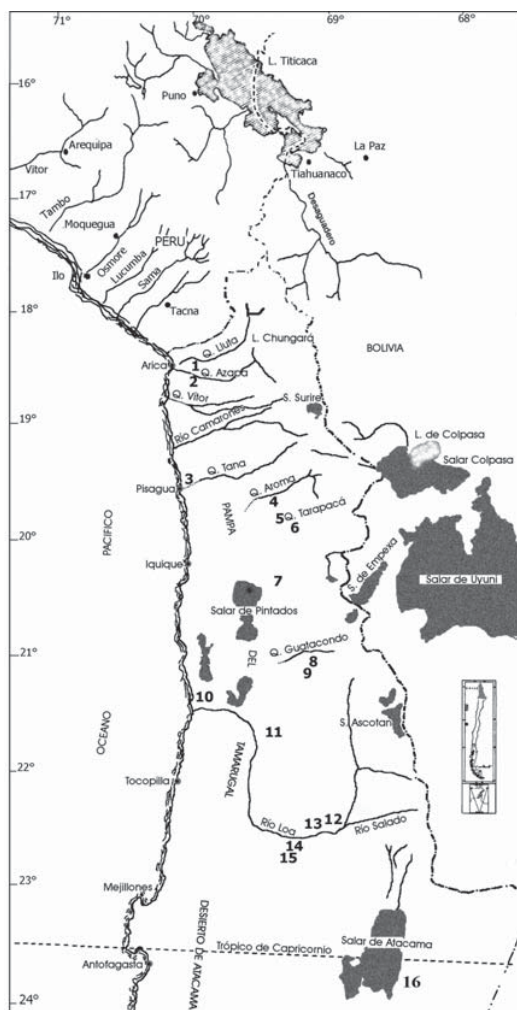 71°
70°
69°
68°
16°
L. Titicaca
Puno
Arequipa
La Paz
Tiahuanaco
Vitor
17°
Tambo
Desaguadero
Moquegua
PERU
Osmore
Ilo
Lucumba
Sama
18°
Tacna
Q. Lluta
L. Chungará
BOLIVIA
Arica
1
Q. Azapa
2
Q. Vitor
S. Surire
19°
Río Camarones
L. de Colpasa
Salar Colpasa
Q. Tana
3
Pisagua
Q. Aroma
4
PAMPA
Q. Tarapacá
5
6
20°
PACIFICO
Iquique
S. de Empexa
Salar de Uyuni
7
Salar de Pintados
Q. Guatacondo
21°
DEL
8
9
10
S. Ascotan
11
OCEANO
22°
TAMARUGAL
Tocopilla
Río Loa
13
12
Río Salado
14
15
23°
Mejillones
DESIERTO DE ATACAMA
Trópico de Capricornio
Salar de Atacama
Antofagasta
16
24°